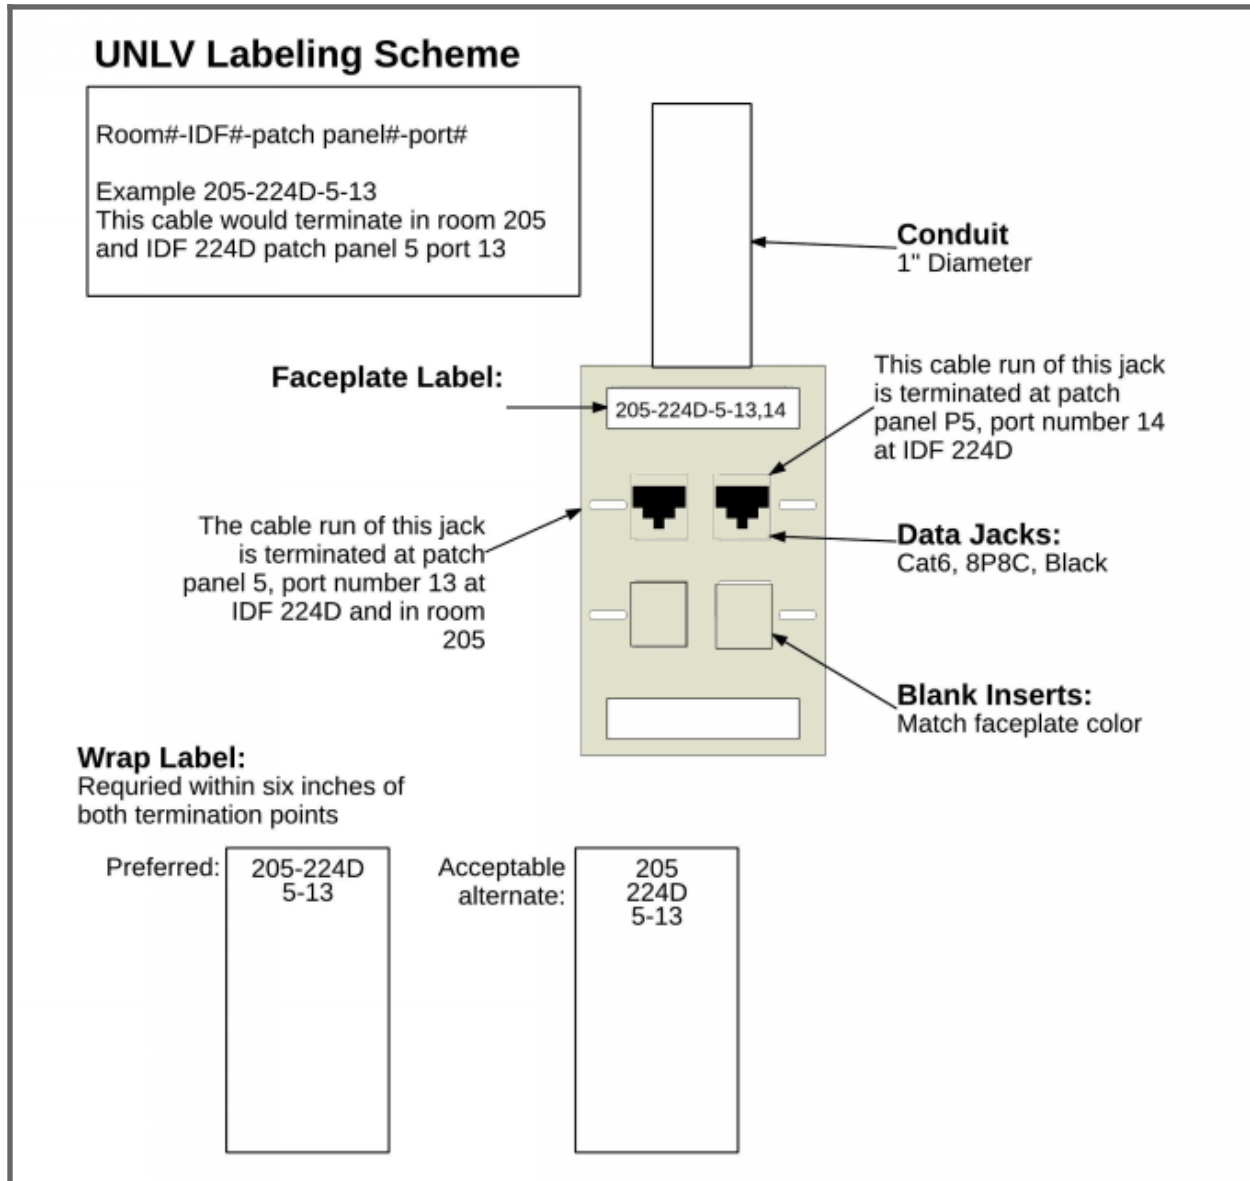 UNLV Labeling Scheme
Room#-IDF#-patch panel#-port#
Example 205-224D-5-13
This cable would terminate in room 205
and IDF 224D patch panel 5 port 13
Conduit
1" Diameter
Faceplate Label:
205-224D-5-13,14
This cable run of this jack
is terminated at patch
panel P5, port number 14
at IDF 224D
The cable run of this jack
is terminated at patch
panel 5, port number 13 at
IDF 224D and in room
205
Data Jacks:
Cat6, 8P8C, Black
Blank Inserts:
Match faceplate color
Wrap Label:
Requried within six inches of
both termination points
Preferred:
205-224D
5-13
Acceptable
alternate:
205
224D
5-13